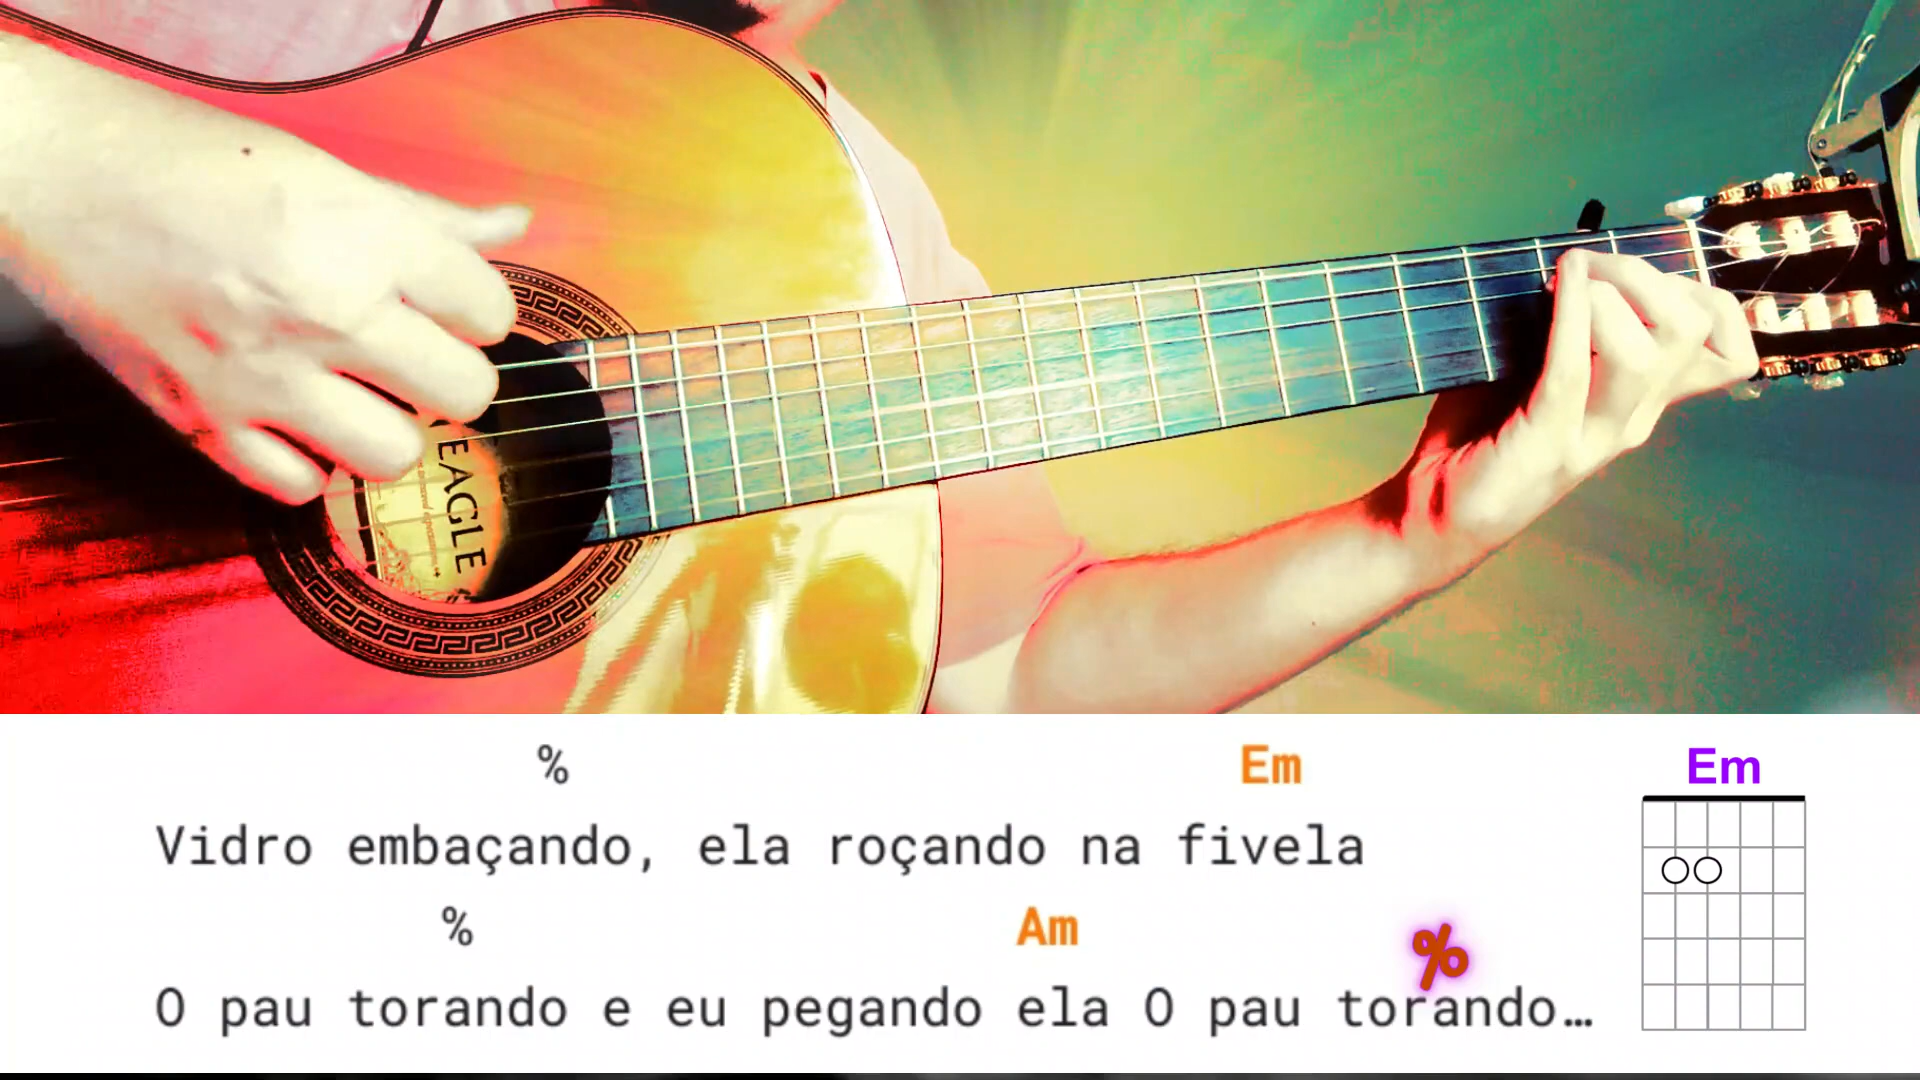 EAGLE
% Em Em
Vidro embaçando, ela roçando na fivela
% Am %
O pau torando e eu pegando ela O pau torando…